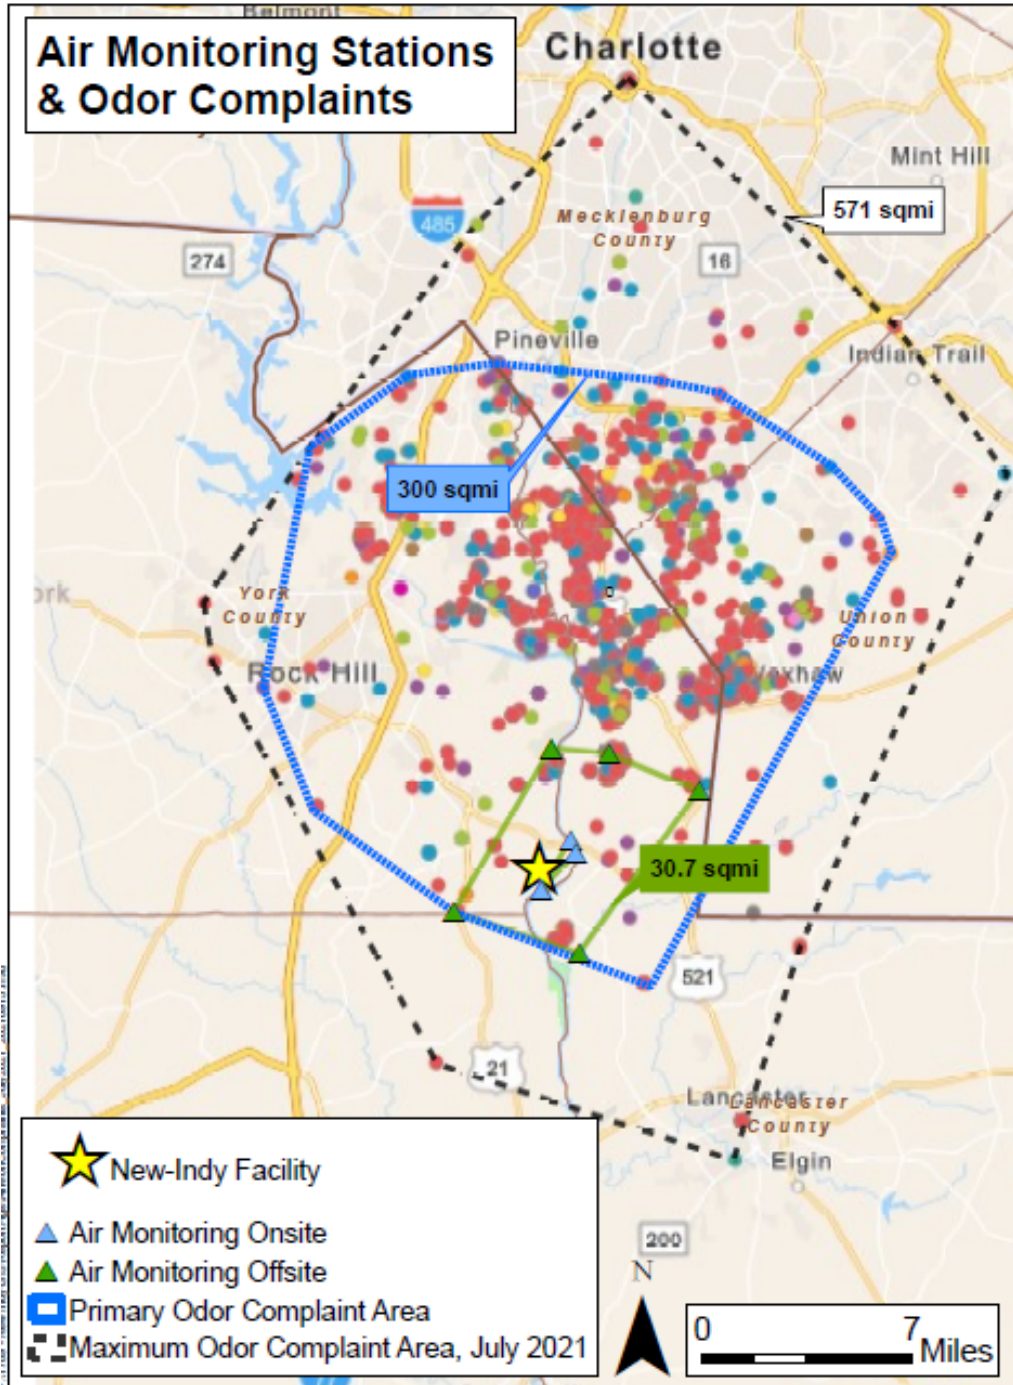 Belmont
Air Monitoring Stations
& Odor Complaints
Charlotte
Mint Hill
571 sqmi
Mecklenburg
County
485
274
16
Pineville
Indian Trail
300 sqmi
York
County
Union
County
Rock Hill
Waxhaw
30.7 sqmi
521
21
Lancaster
Lancaster
County
Elgin
200
New-Indy Facility
Air Monitoring Onsite
Air Monitoring Offsite
Primary Odor Complaint Area
Maximum Odor Complaint Area, July 2021
N
0 7
Miles